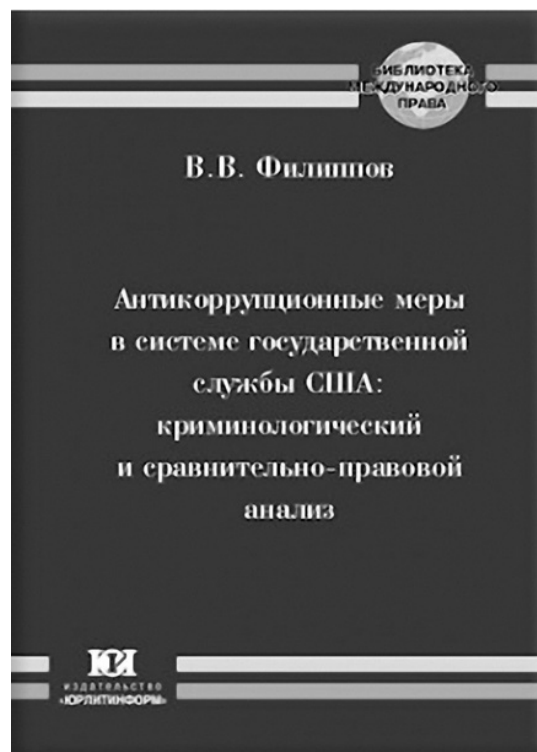 БИБЛИОТЕКА
МЕЖДУНАРОДНОГО
ПРАВА
В.В. Филиппов
Антикоррупционные меры
в системе государственной
службы США:
криминологический
и сравнительно-правовой
анализ
ЮИ
ИЗДАТЕЛЬСТВО
«ЮРЛИТИНФОРМ»